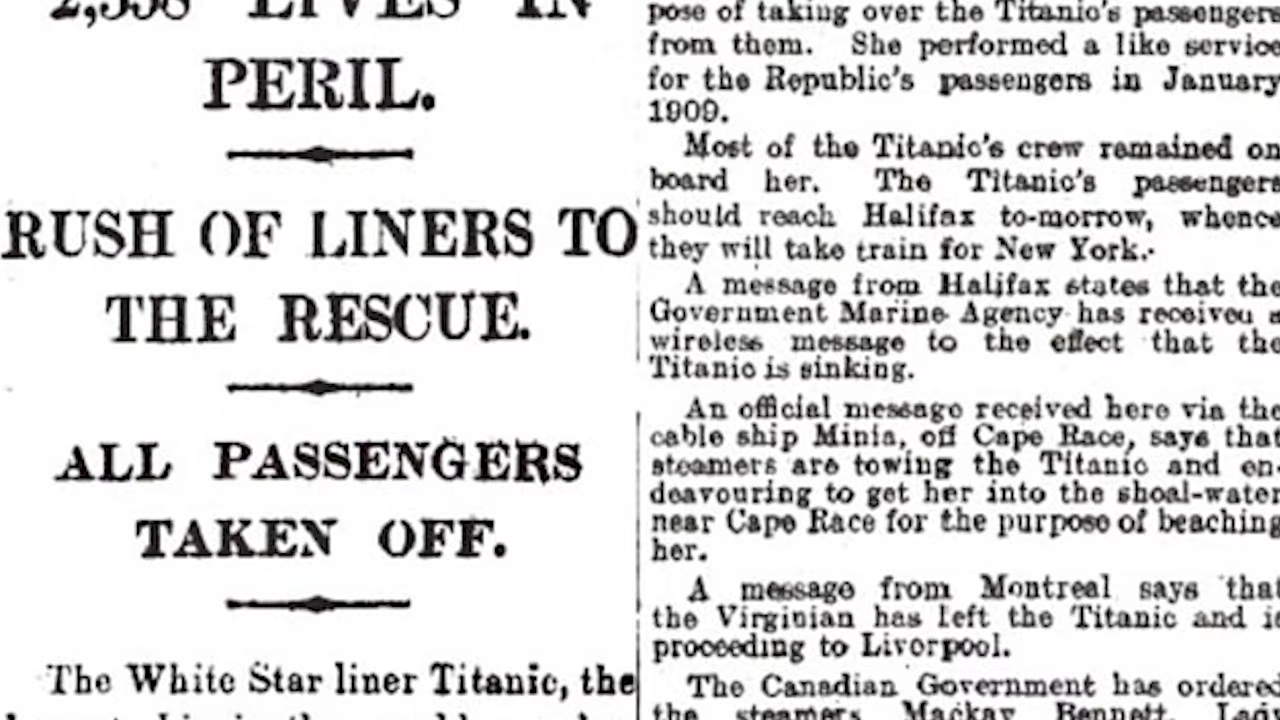 2,358 LIVES IN
PERIL.
RUSH OF LINERS TO
THE RESCUE.
ALL PASSENGERS
TAKEN OFF.
The White Star liner Titanic, the
pose of taking over the Titanic's passengers
from them. She performed a like service
for the Republic's passengers in January
1909.
Most of the Titanic's crew remained on
board her. The Titanic's passengers
should reach Halifax to-morrow, whence
they will take train for New York.
A message from Halifax states that the
Government Marine Agency has received a
wireless message to the effect that the
Titanic is sinking.
An official message received here via the
cable ship Minia, off Cape Race, says that
steamers are towing the Titanic and en-
deavouring to get her into the shoal-water
near Cape Race for the purpose of beaching
her.
A message from Montreal says that
the Virginian has left the Titanic and is
proceeding to Liverpool.
The Canadian Government has ordered
the steamers Mackay Bennett, Lady